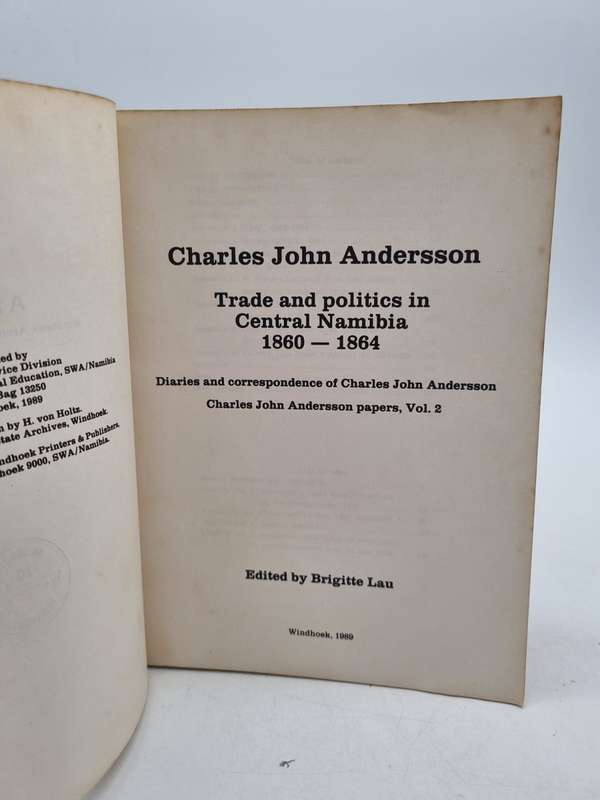 ed by
vice Division
al Education, SWA/Namibia
Bag 13250
oek, 1989
n by H. von Holtz.
tate Archives, Windhoek.
ndhoek Printers & Publishers.
hoek 9000, SWA/Namibia.
Charles John Andersson
Trade and politics in
Central Namibia
1860 — 1864
Diaries and correspondence of Charles John Andersson
Charles John Andersson papers, Vol. 2
Edited by Brigitte Lau
Windhoek, 1989